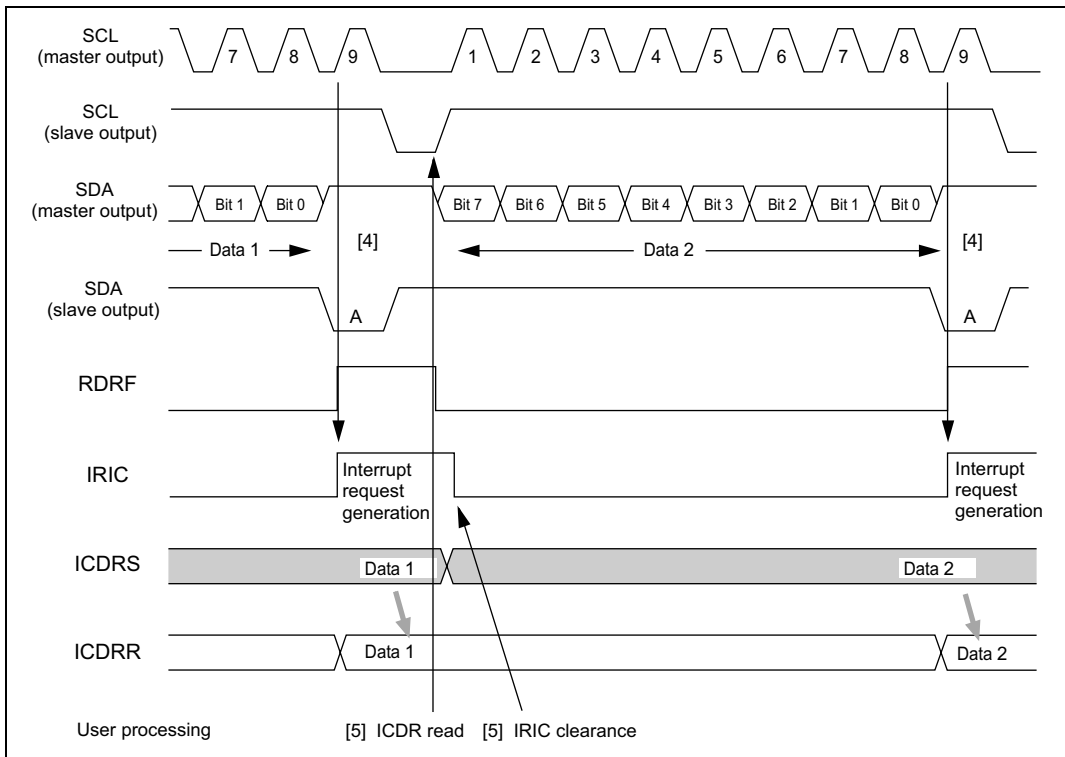 SCL
(master output)
7 8 9 1 2 3 4 5 6 7 8 9
SCL
(slave output)
SDA
(master output)
Bit 1 Bit 0 Bit 7 Bit 6 Bit 5 Bit 4 Bit 3 Bit 2 Bit 1 Bit 0
Data 1 [4] Data 2 [4]
SDA
(slave output)
A A
RDRF
IRIC
Interrupt
request
generation
Interrupt
request
generation
ICDRS
Data 1 Data 2
ICDRR
Data 1 Data 2
User processing [5] ICDR read [5] IRIC clearance